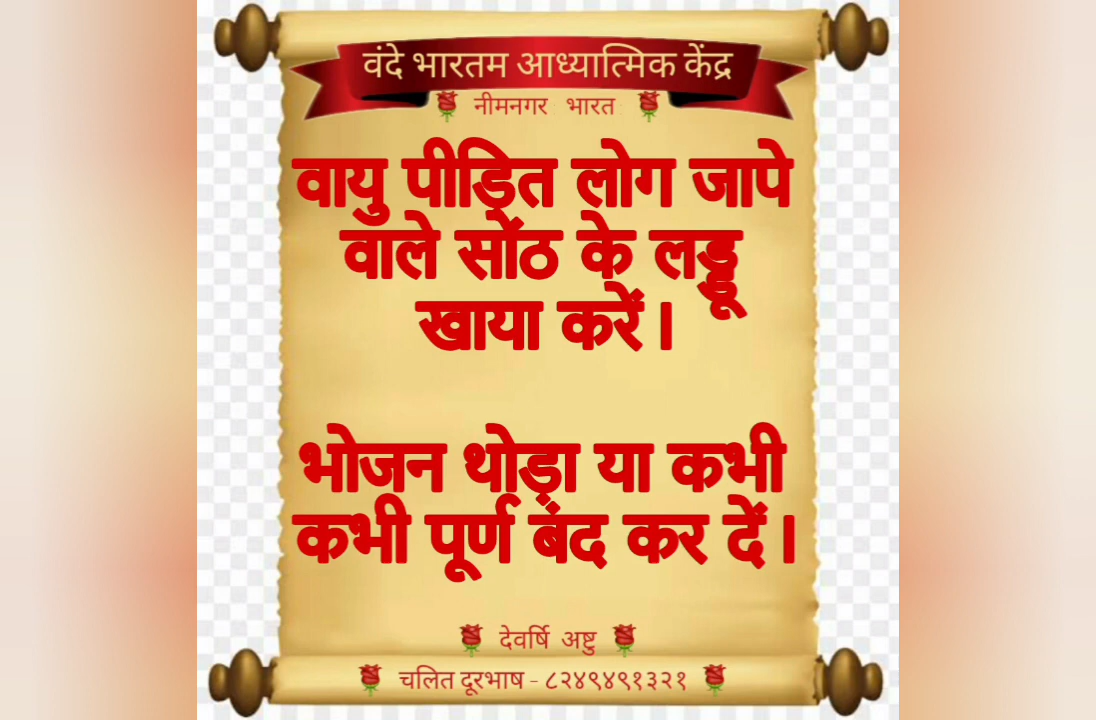 वंदे भारतम आध्यात्मिक केंद्र
नीमनगर भारत
वायु पीड़ित लोग जापे
वाले सोंठ के लड्डू
खाया करें।
भोजन थोड़ा या कभी
कभी पूर्ण बंद कर दें।
देवर्षि अष्टु
चलित दूरभाष - ८२४९४९१३२१